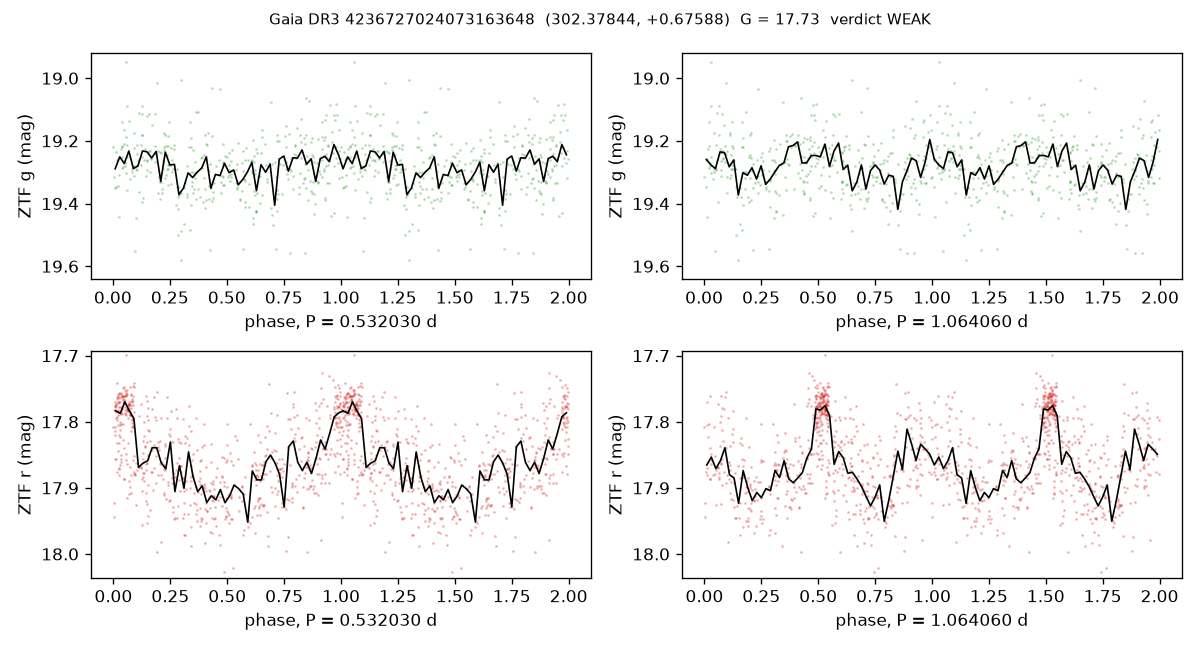 Gaia DR3 4236727024073163648 (302.37844, +0.67588) G = 17.73 verdict WEAK
ZTF g (mag)
19.0
19.2
19.4
19.6
0.00 0.25 0.50 0.75 1.00 1.25 1.50 1.75 2.00
phase, P = 0.532030 d
ZTF g (mag)
19.0
19.2
19.4
19.6
0.00 0.25 0.50 0.75 1.00 1.25 1.50 1.75 2.00
phase, P = 1.064060 d
ZTF r (mag)
17.7
17.8
17.9
18.0
0.00 0.25 0.50 0.75 1.00 1.25 1.50 1.75 2.00
phase, P = 0.532030 d
ZTF r (mag)
17.7
17.8
17.9
18.0
0.00 0.25 0.50 0.75 1.00 1.25 1.50 1.75 2.00
phase, P = 1.064060 d